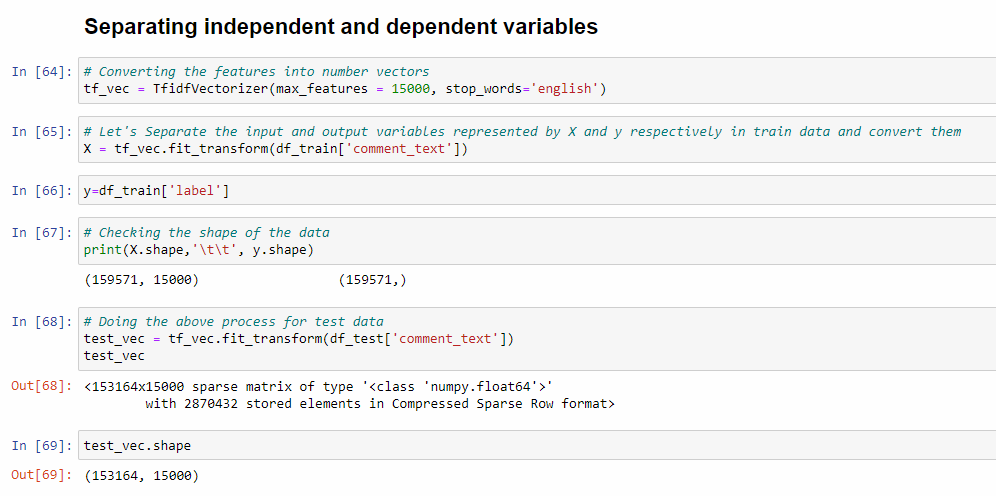 Separating independent and dependent variables
In [64]: # Converting the features into number vectors
tf_vec = TfidfVectorizer(max_features = 15000, stop_words='english')
In [65]: # Let's Separate the input and output variables represented by X and y respectively in train data and convert them
X = tf_vec.fit_transform(df_train['comment_text'])
In [66]: y=df_train['label']
In [67]: # Checking the shape of the data
print(X.shape,'\t\t', y.shape)
(159571, 15000) (159571,)
In [68]: # Doing the above process for test data
test_vec = tf_vec.fit_transform(df_test['comment_text'])
test_vec
Out[68]: <153164x15000 sparse matrix of type '<class 'numpy.float64'>'
with 2870432 stored elements in Compressed Sparse Row format>
In [69]: test_vec.shape
Out[69]: (153164, 15000)